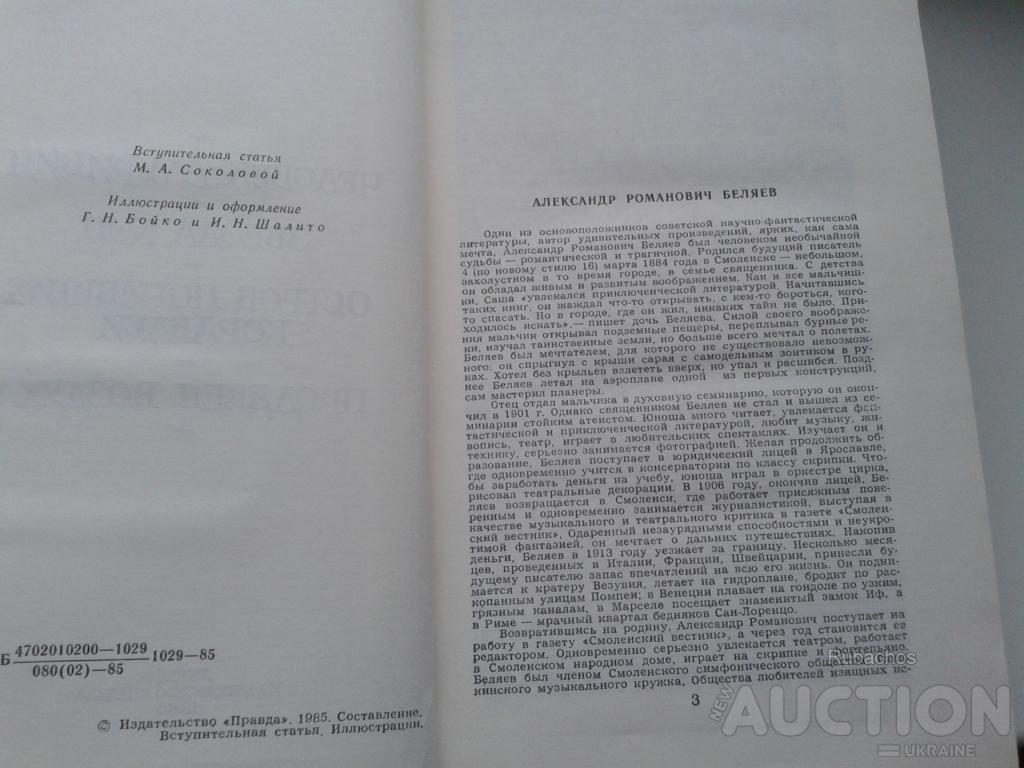 Вступительная статья
М. А. Соколовой
Иллюстрации и оформление
Г. Н. Бойко и И. Н. Шалито
Б 4702010200—1029
080(02)—85
1029—85
© Издательство «Правда». 1985. Составление.
Вступительная статья. Иллюстрации.
АЛЕКСАНДР РОМАНОВИЧ БЕЛЯЕВ
Один из основоположников советской научно-фантастической
литературы, автор удивительных произведений, ярких, как сама
мечта, Александр Романович Беляев был человеком необычайной
судьбы — романтической и трагичной. Родился будущий писатель
4 (по новому стилю 16) марта 1884 года в Смоленске — небольшом,
захолустном в то время городе, в семье священника. С детства
он обладал живым и развитым воображением. Как и все мальчиш-
ки, Саша «увлекался приключенческой литературой. Начитавшись
таких книг, он жаждал что-то открывать, с кем-то бороться, кого-
то спасать. Но в городе, где он жил, никаких тайн не было. При-
ходилось искать»,— пишет дочь Беляева. Силой своего воображе-
ния мальчик открывал подземные пещеры, переплывал бурные ре-
ки, изучал таинственные земли, но больше всего мечтал о полетах.
Беляев был мечтателем, для которого не существовало невозмож-
ного: он спрыгнул с крыши сарая с самодельным зонтиком в ру-
ках. Хотел без крыльев взлететь вверх, но упал и расшибся. Позд-
нее Беляев летал на аэроплане одной из первых конструкций,
сам мастерил планеры.
Отец отдал мальчика в духовную семинарию, которую он окон-
чил в 1901 г. Однако священником Беляев не стал и вышел из се-
минарии стойким атеистом. Юноша много читает, увлекается фан-
тастической и приключенческой литературой, любит музыку, жи-
вопись, театр, играет в любительских спектаклях. Изучает он и
технику, серьезно занимается фотографией. Желая продолжить об-
разование, Беляев поступает в юридический лицей в Ярославле,
где одновременно учится в консерватории по классу скрипки. Что-
бы заработать деньги на учебу, юноша играл в оркестре цирка,
рисовал театральные декорации. В 1906 году, окончив лицей, Бе-
ляев возвращается в Смоленск, где работает присяжным пове-
ренным и одновременно занимается журналистикой, выступая в
качестве музыкального и театрального критика в газете «Смолен-
ский вестник». Одаренный незаурядными способностями и неукро-
тимой фантазией, он мечтает о дальних путешествиях. Накопив
деньги, Беляев в 1913 году уезжает за границу. Несколько меся-
цев, проведенных в Италии, Франции, Швейцарии, принесли бу-
дущему писателю запас впечатлений на всю его жизнь. Он подни-
мается к кратеру Везувия, летает на гидроплане, бродит по рас-
копанным улицам Помпеи; в Венеции плавает на гондоле по узким,
грязным каналам, в Марселе посещает знаменитый замок Иф, а
в Риме — мрачный квартал бедняков Сан-Лоренцо.
Возвратившись на родину, Александр Романович поступает на
работу в газету «Смоленский вестник», а через год становится ее
редактором. Одновременно серьезно увлекается театром, работает
в Смоленском народном доме, играет на скрипке и фортепьяно.
Беляев был членом Смоленского симфонического общества,
кинского музыкального кружка, Общества любителей изящных ис-
3
Rubachos
NEW AUCTION
UKRAINE